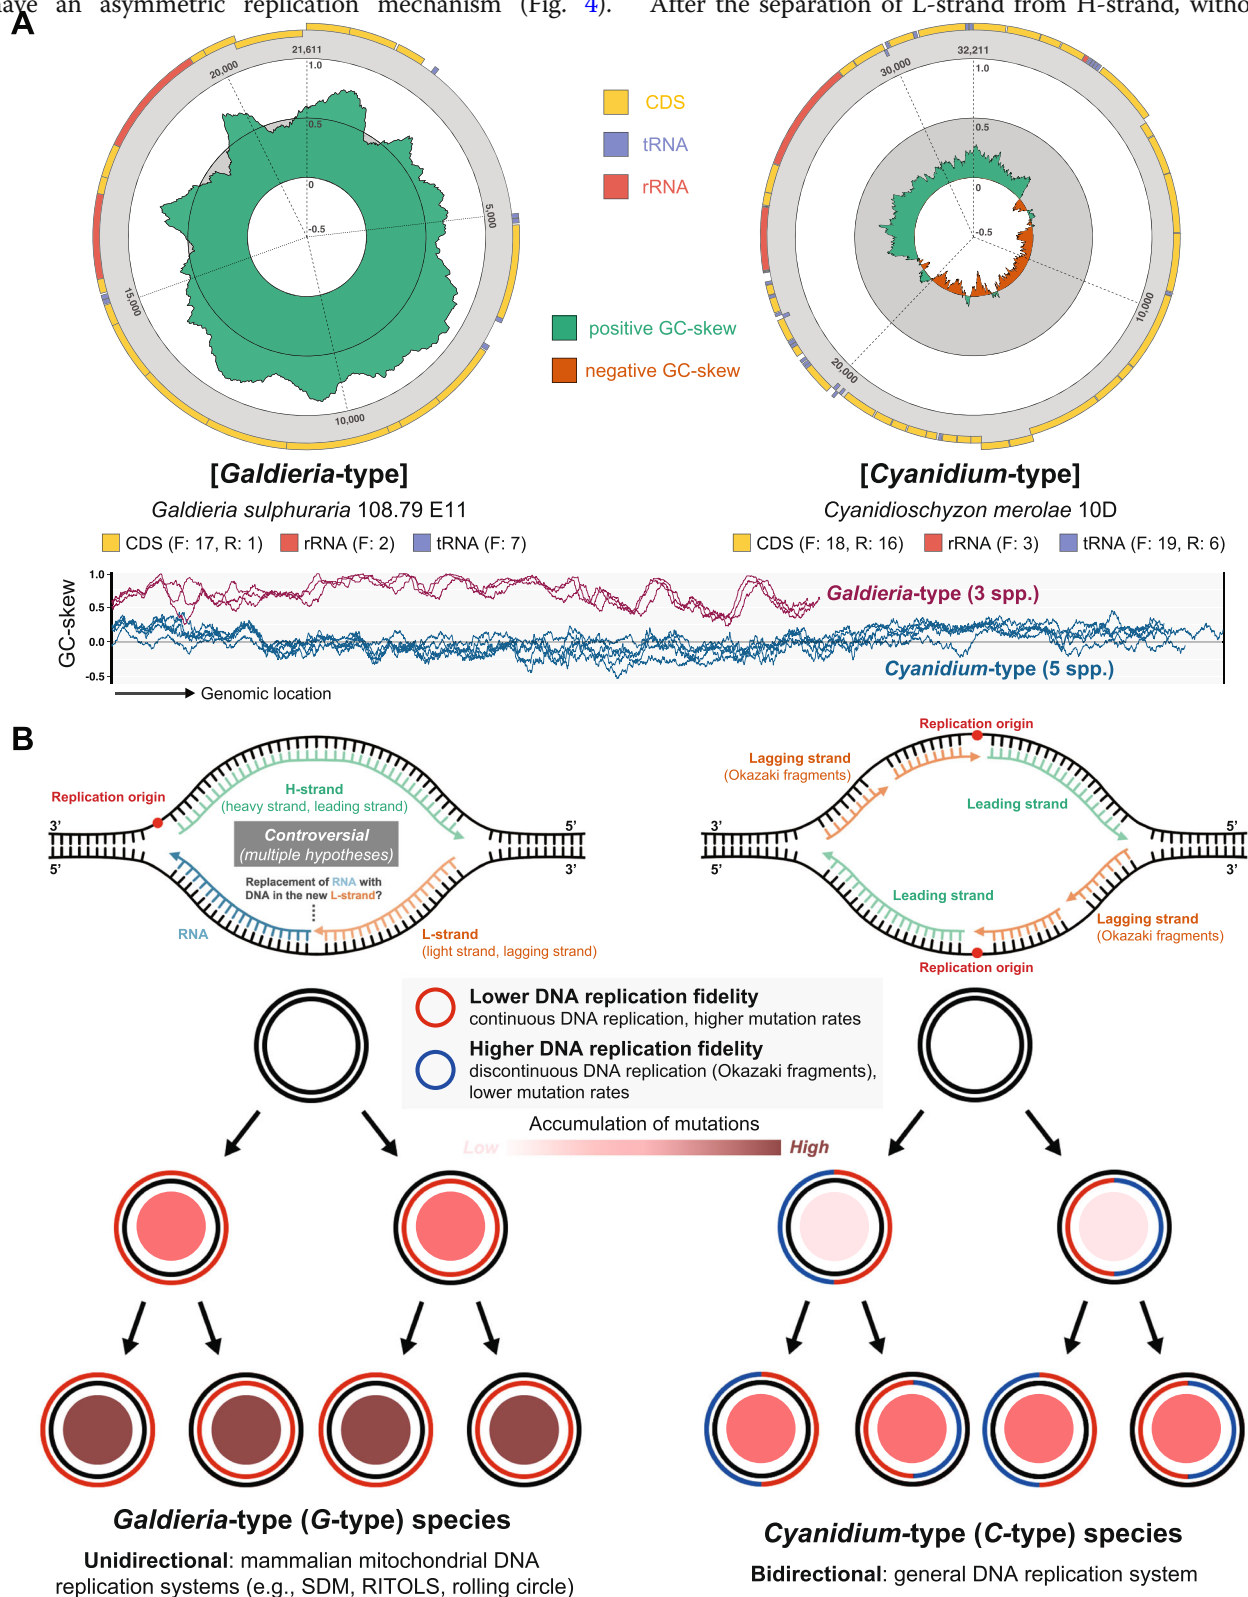 have an asymmetric replication mechanism (Fig. 4).
After the separation of L-strand from H-strand, witho
A
21,611
20,000
1.0
0.5
0
-0.5
5,000
15,000
10,000
CDS
tRNA
rRNA
positive GC-skew
negative GC-skew
32,211
30,000
1.0
0.5
0
-0.5
10,000
20,000
[Galdieria-type]
Galdieria sulphuraria 108.79 E11
CDS (F: 17, R: 1) rRNA (F: 2) tRNA (F: 7)
[Cyanidium-type]
Cyanidioschyzon merolae 10D
CDS (F: 18, R: 16) rRNA (F: 3) tRNA (F: 19, R: 6)
GC-skew
1.0
0.5
0.0
-0.5
Galdieria-type (3 spp.)
Cyanidium-type (5 spp.)
Genomic location
B
Replication origin
H-strand
(heavy strand, leading strand)
3'
5'
5'
3'
Controversial
(multiple hypotheses)
Replacement of RNA with
DNA in the new L-strand?
RNA
L-strand
(light strand, lagging strand)
Replication origin
Lagging strand
(Okazaki fragments)
Leading strand
3'
5'
5'
3'
Leading strand
Lagging strand
(Okazaki fragments)
Replication origin
Lower DNA replication fidelity
continuous DNA replication, higher mutation rates
Higher DNA replication fidelity
discontinuous DNA replication (Okazaki fragments),
lower mutation rates
Accumulation of mutations
Low
High
Galdieria-type (G-type) species
Unidirectional: mammalian mitochondrial DNA
replication systems (e.g., SDM, RITOLS, rolling circle)
Cyanidium-type (C-type) species
Bidirectional: general DNA replication system